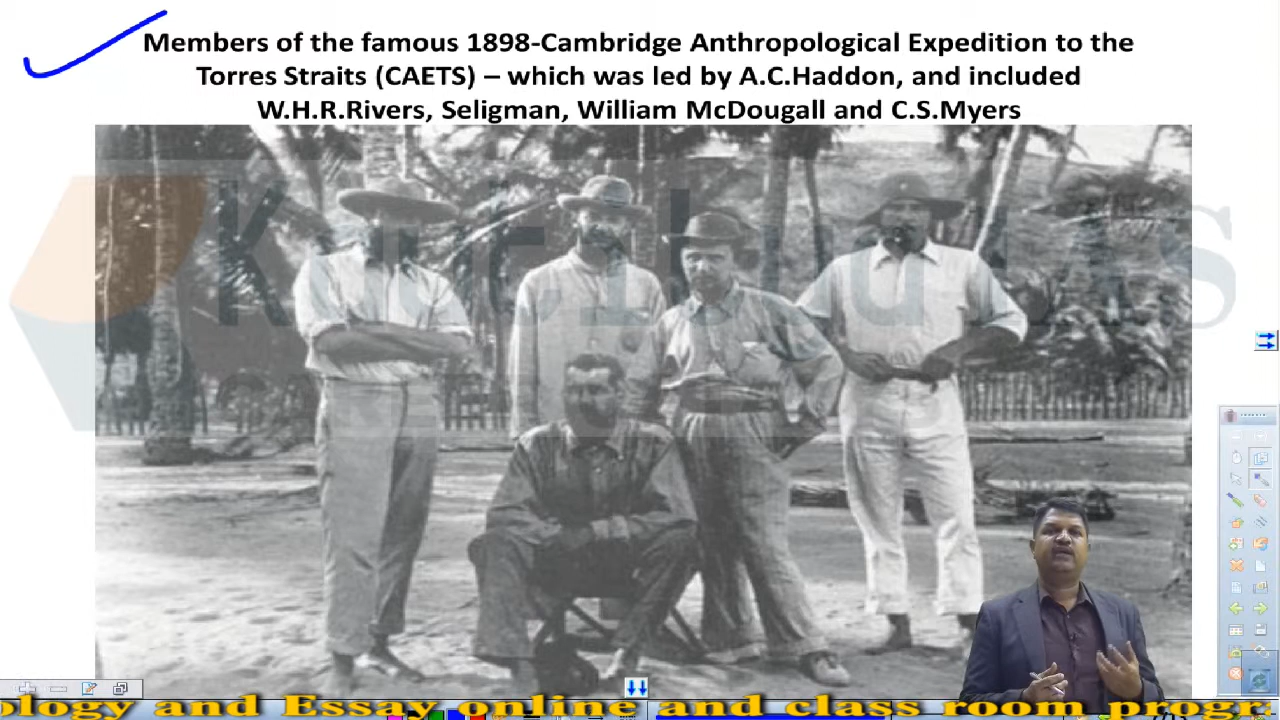 Members of the famous 1898-Cambridge Anthropological Expedition to the
Torres Straits (CAETS) – which was led by A.C.Haddon, and included
W.H.R.Rivers, Seligman, William McDougall and C.S.Myers
ology and Essay online and class room progr